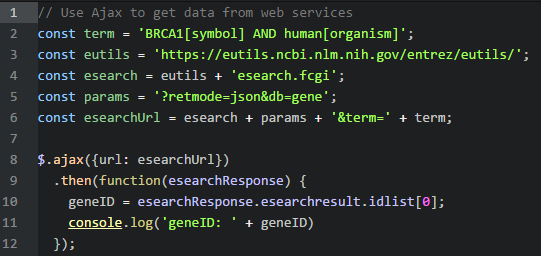 1 // Use Ajax to get data from web services
2 const term = 'BRCA1[symbol] AND human[organism]';
3 const eutils = 'https://eutils.ncbi.nlm.nih.gov/entrez/eutils/';
4 const esearch = eutils + 'esearch.fcgi';
5 const params = '?retmode=json&db=gene';
6 const esearchUrl = esearch + params + '&term=' + term;
7
8 $.ajax({url: esearchUrl})
9   .then(function(esearchResponse) {
10     geneID = esearchResponse.esearchresult.idlist[0];
11     console.log('geneID: ' + geneID)
12   });